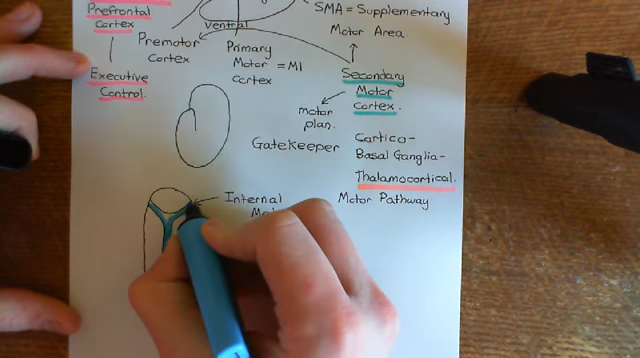 Prefrontal
Cortex
Executive
Control.
Ventral
Premotor
Cortex
Primary
Motor = M1
Cortex
SMA = Supplementary
Motor Area
Secondary
Motor
Cortex.
motor
plan.
GateKeeper
Cortico-
Basal Ganglia-
Thalamocortical.
Motor Pathway
Internal